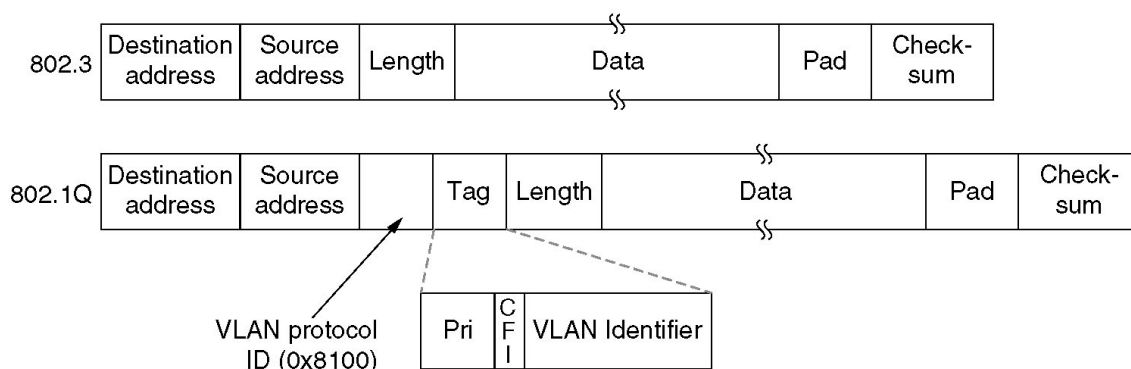 802.3
Destination
address
Source
address
Length
Data
Pad
Check-
sum
802.1Q
Destination
address
Source
address
Tag
Length
Data
Pad
Check-
sum
VLAN protocol
ID (0x8100)
Pri
C
F
I
VLAN Identifier